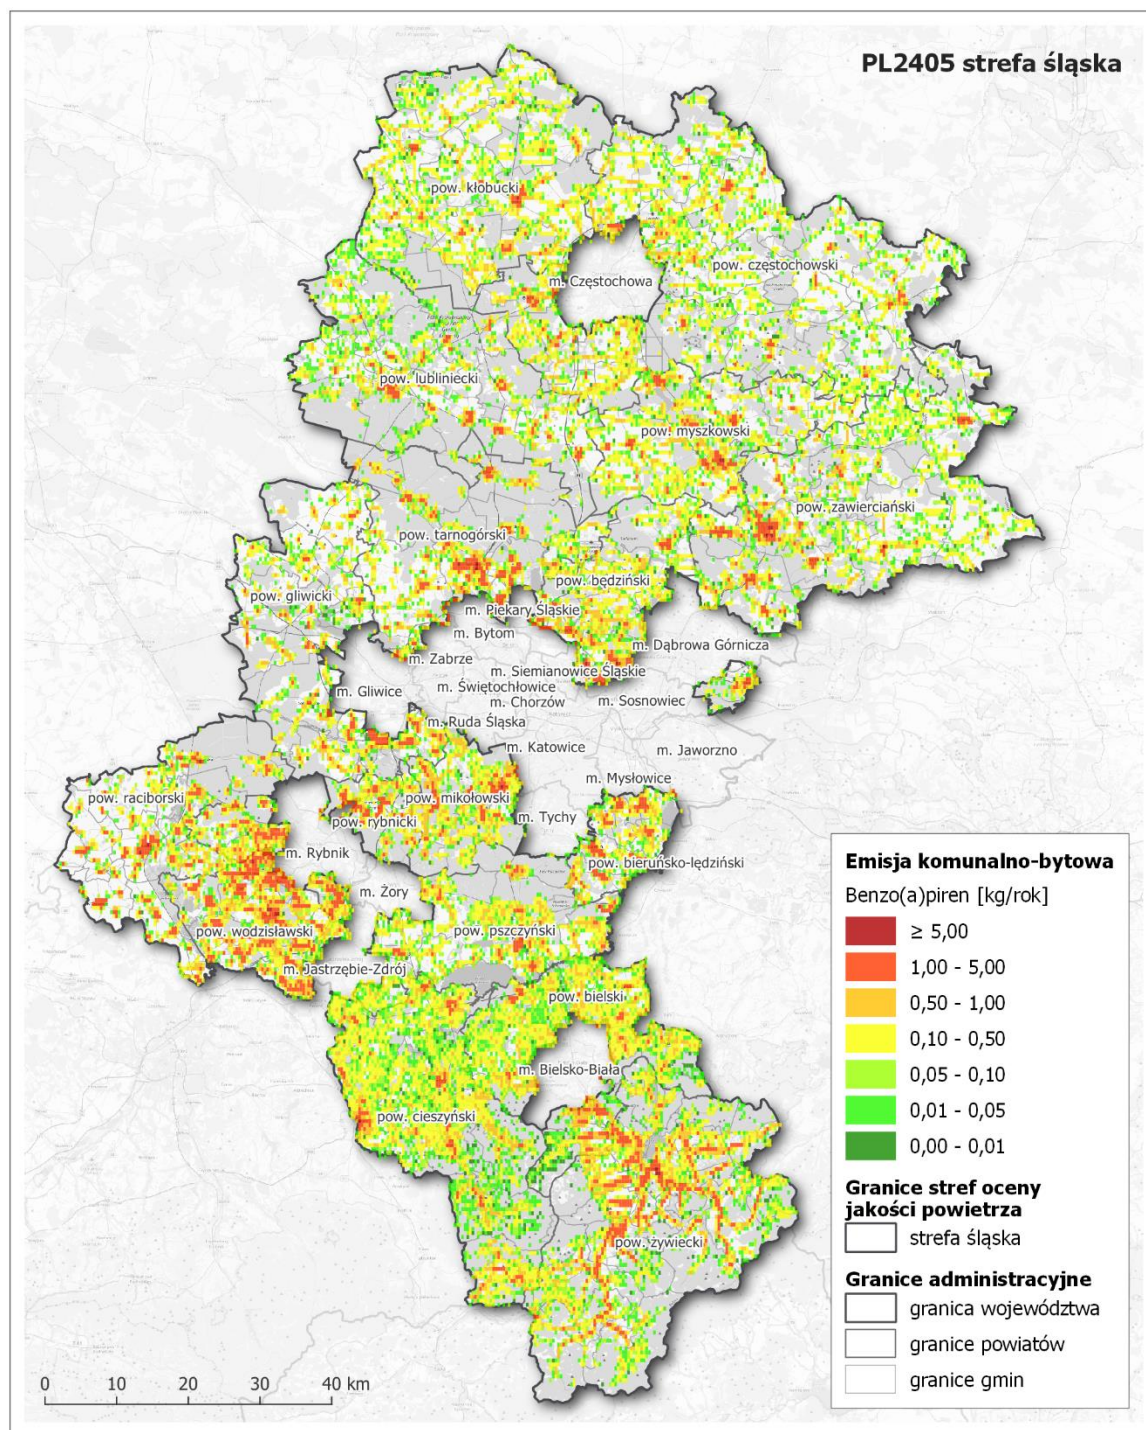 PL2405 strefa śląska
pow. kłobucki
pow. częstochowski
m. Częstochowa
pow. lubliniecki
pow. myszkowski
pow. zawierciański
pow. tarnogórski
pow. będziński
pow. gliwicki
m. Piekary Śląskie
m. Bytom
m. Dąbrowa Górnicza
m. Zabrze
m. Siemianowice Śląskie
m. Świętochłowice
m. Gliwice
m. Chorzów
m. Sosnowiec
m. Ruda Śląska
m. Katowice
m. Jaworzno
m. Mysłowice
pow. raciborski
pow. mikołowski
m. Tychy
pow. rybnicki
m. Rybnik
pow. bieruńsko-lędziński
m. Żory
pow. wodzisławski
pow. pszczyński
m. Jastrzębie-Zdrój
pow. bielski
m. Bielsko-Biała
pow. cieszyński
pow. żywiecki
Emisja komunalno-bytowa
Benzo(a)piren [kg/rok]
≥ 5,00
1,00 - 5,00
0,50 - 1,00
0,10 - 0,50
0,05 - 0,10
0,01 - 0,05
0,00 - 0,01
Granice stref oceny
jakości powietrza
strefa śląska
Granice administracyjne
granica województwa
granice powiatów
granice gmin
0 10 20 30 40 km